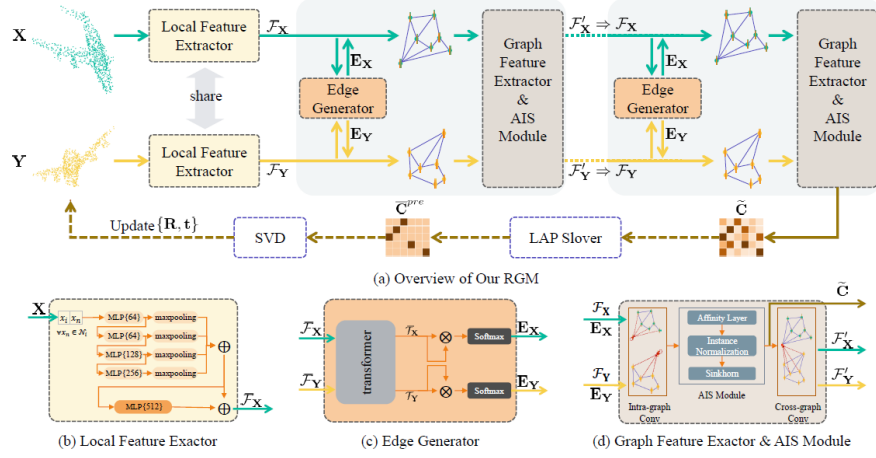 X
Local Feature
Extractor
F_X
E_X
Edge
Generator
E_Y
Graph
Feature
Extractor
&
AIS
Module
F'_X ⇒ F_X
E_X
Edge
Generator
E_Y
Graph
Feature
Extractor
&
AIS
Module
share
Y
Local Feature
Extractor
F_Y
F'_Y ⇒ F_Y
Update {R, t}
SVD
C̅^pre
LAP Slover
C̃
(a) Overview of Our RGM
X
x_i x_n
∀x_n ∈ N_i
MLP{64}
maxpooling
MLP{64}
maxpooling
MLP{128}
maxpooling
MLP{256}
maxpooling
MLP{512}
F_X
(b) Local Feature Exactor
F_X
F_Y
transformer
T_X
T_Y
Softmax
Softmax
E_X
E_Y
(c) Edge Generator
F_X
E_X
F_Y
E_Y
Intra-graph
Conv
Affinity Layer
Instance
Normalization
Sinkhorn
AIS Module
Cross-graph
Conv
C̃
F'_X
F'_Y
(d) Graph Feature Exactor & AIS Module